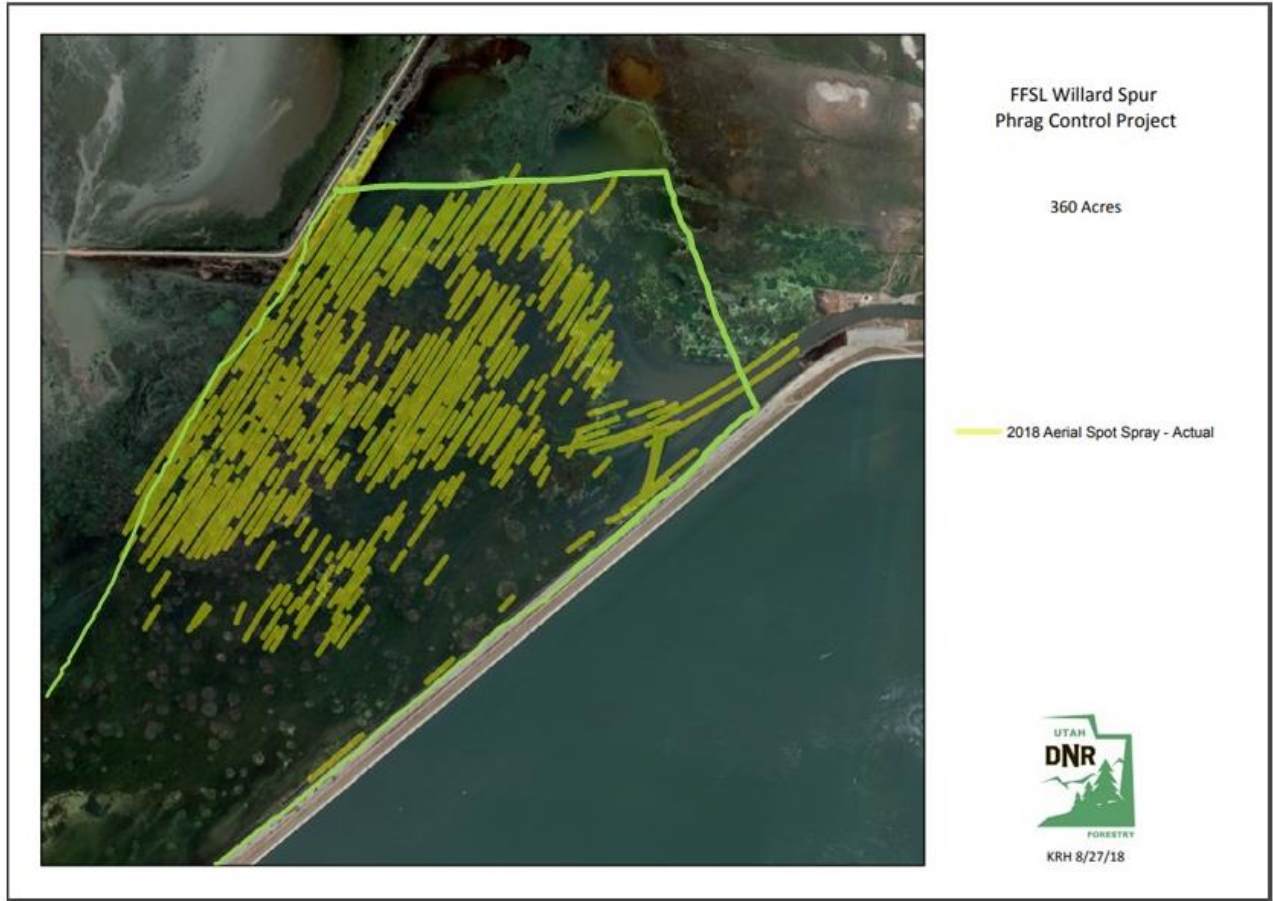 FFSL Willard Spur
Phrag Control Project
360 Acres
2018 Aerial Spot Spray - Actual
UTAH
DNR
FORESTRY
KRH 8/27/18